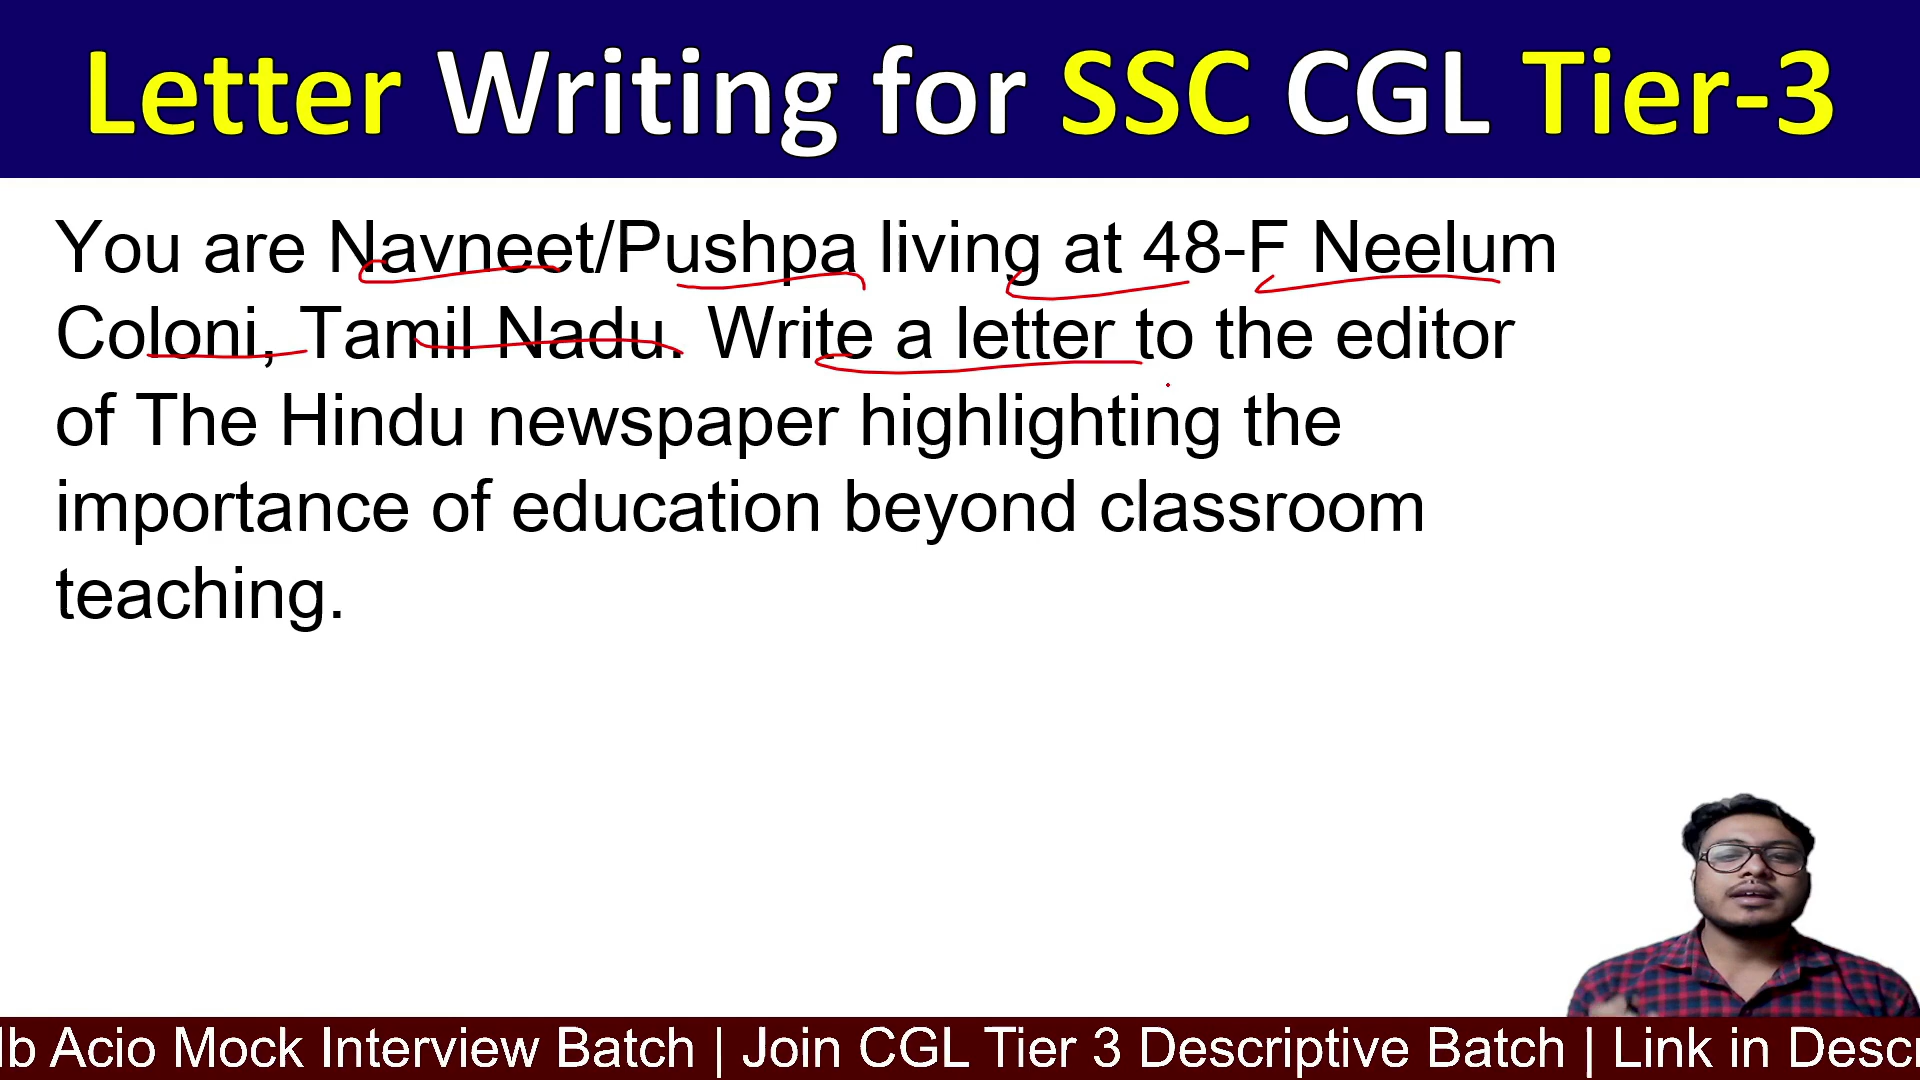 Letter Writing for SSC CGL Tier-3
You are Navneet/Pushpa living at 48-F Neelum
Coloni, Tamil Nadu. Write a letter to the editor
of The Hindu newspaper highlighting the
importance of education beyond classroom
teaching.
Acio Mock Interview Batch | Join CGL Tier 3 Descriptive Batch | Link in